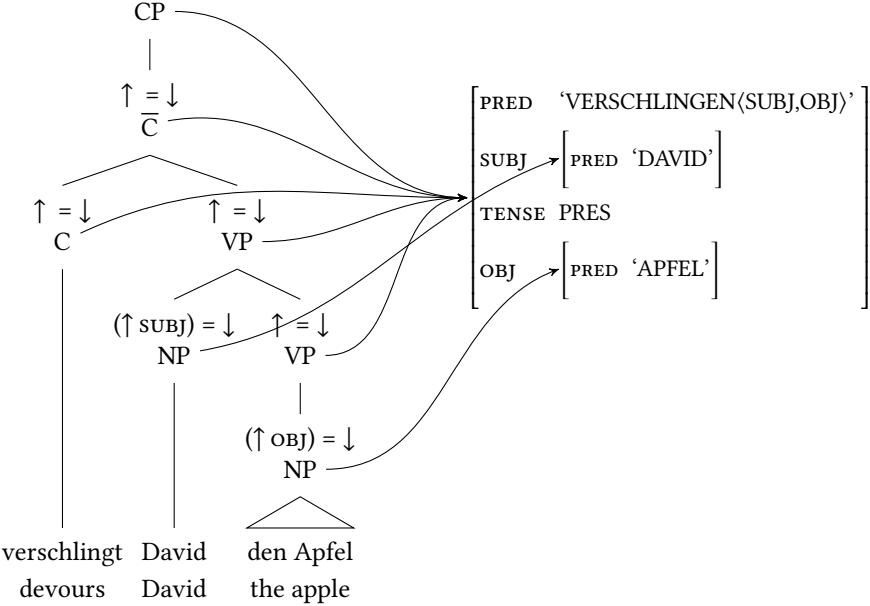 CP
↑ = ↓
C̅
↑ = ↓ ↑ = ↓
C VP
(↑ SUBJ) = ↓ ↑ = ↓
NP VP
(↑ OBJ) = ↓
NP
verschlingt David den Apfel
devours David the apple
PRED ‘VERSCHLINGEN⟨SUBJ,OBJ⟩’
SUBJ [PRED ‘DAVID’]
TENSE PRES
OBJ [PRED ‘APFEL’]